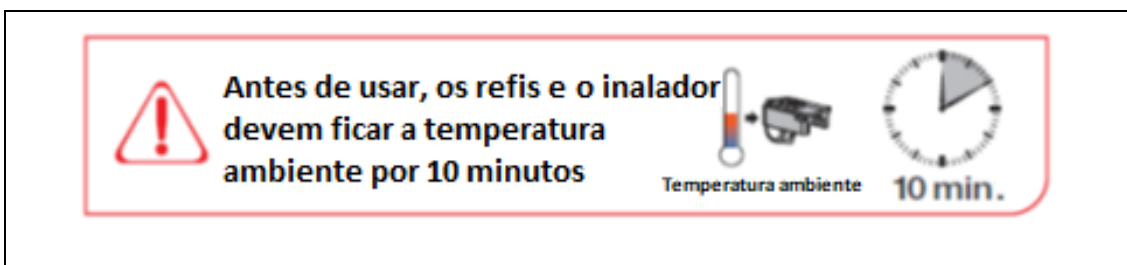 Antes de usar, os refis e o inalador
devem ficar a temperatura
ambiente por 10 minutos
Temperatura ambiente
10 min.